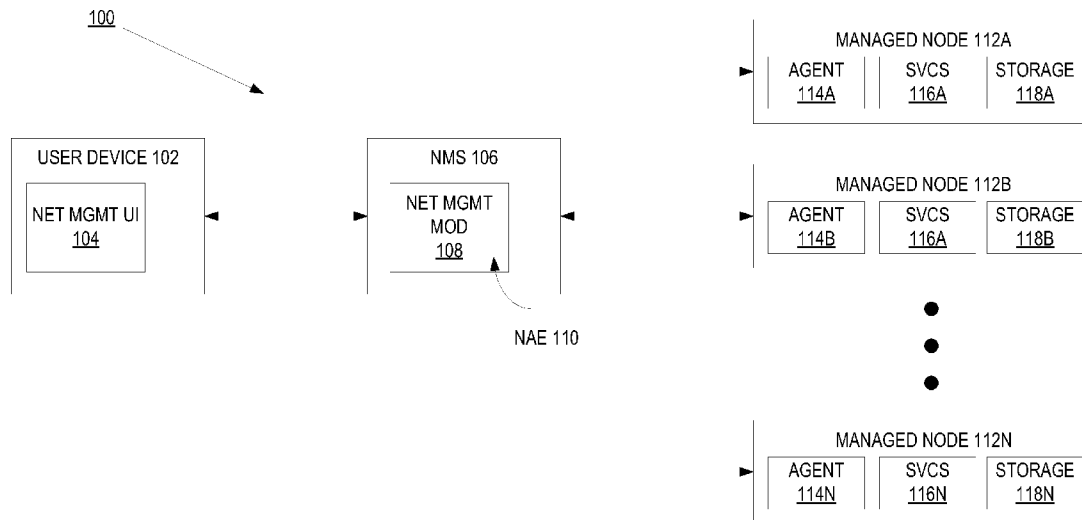 100
MANAGED NODE 112A
AGENT SVCS STORAGE
114A 116A 118A
USER DEVICE 102
NET MGMT UI
104
NMS 106
NET MGMT
MOD
108
NAE 110
MANAGED NODE 112B
AGENT SVCS STORAGE
114B 116A 118B
MANAGED NODE 112N
AGENT SVCS STORAGE
114N 116N 118N